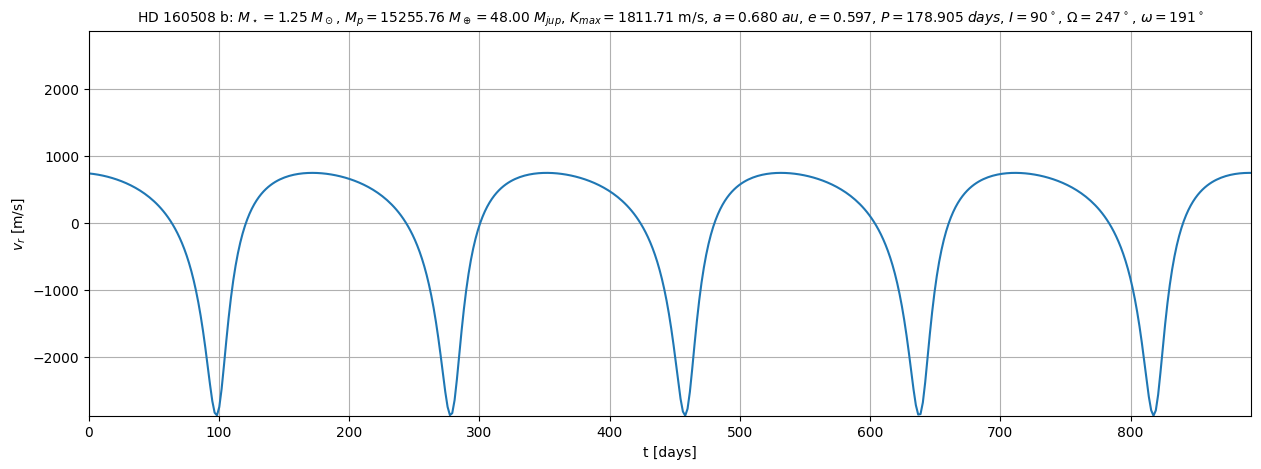 HD 160508 b: $M_\star = 1.25\ M_\odot$, $M_p = 15255.76\ M_\oplus = 48.00\ M_{jup}$, $K_{max} = 1811.71$ m/s, $a = 0.680\ au$, $e = 0.597$, $P = 178.905\ days$, $I = 90^\circ$, $\Omega = 247^\circ$, $\omega = 191^\circ$
2000
1000
0
−1000
−2000
$v_r$ [m/s]
0 100 200 300 400 500 600 700 800
t [days]